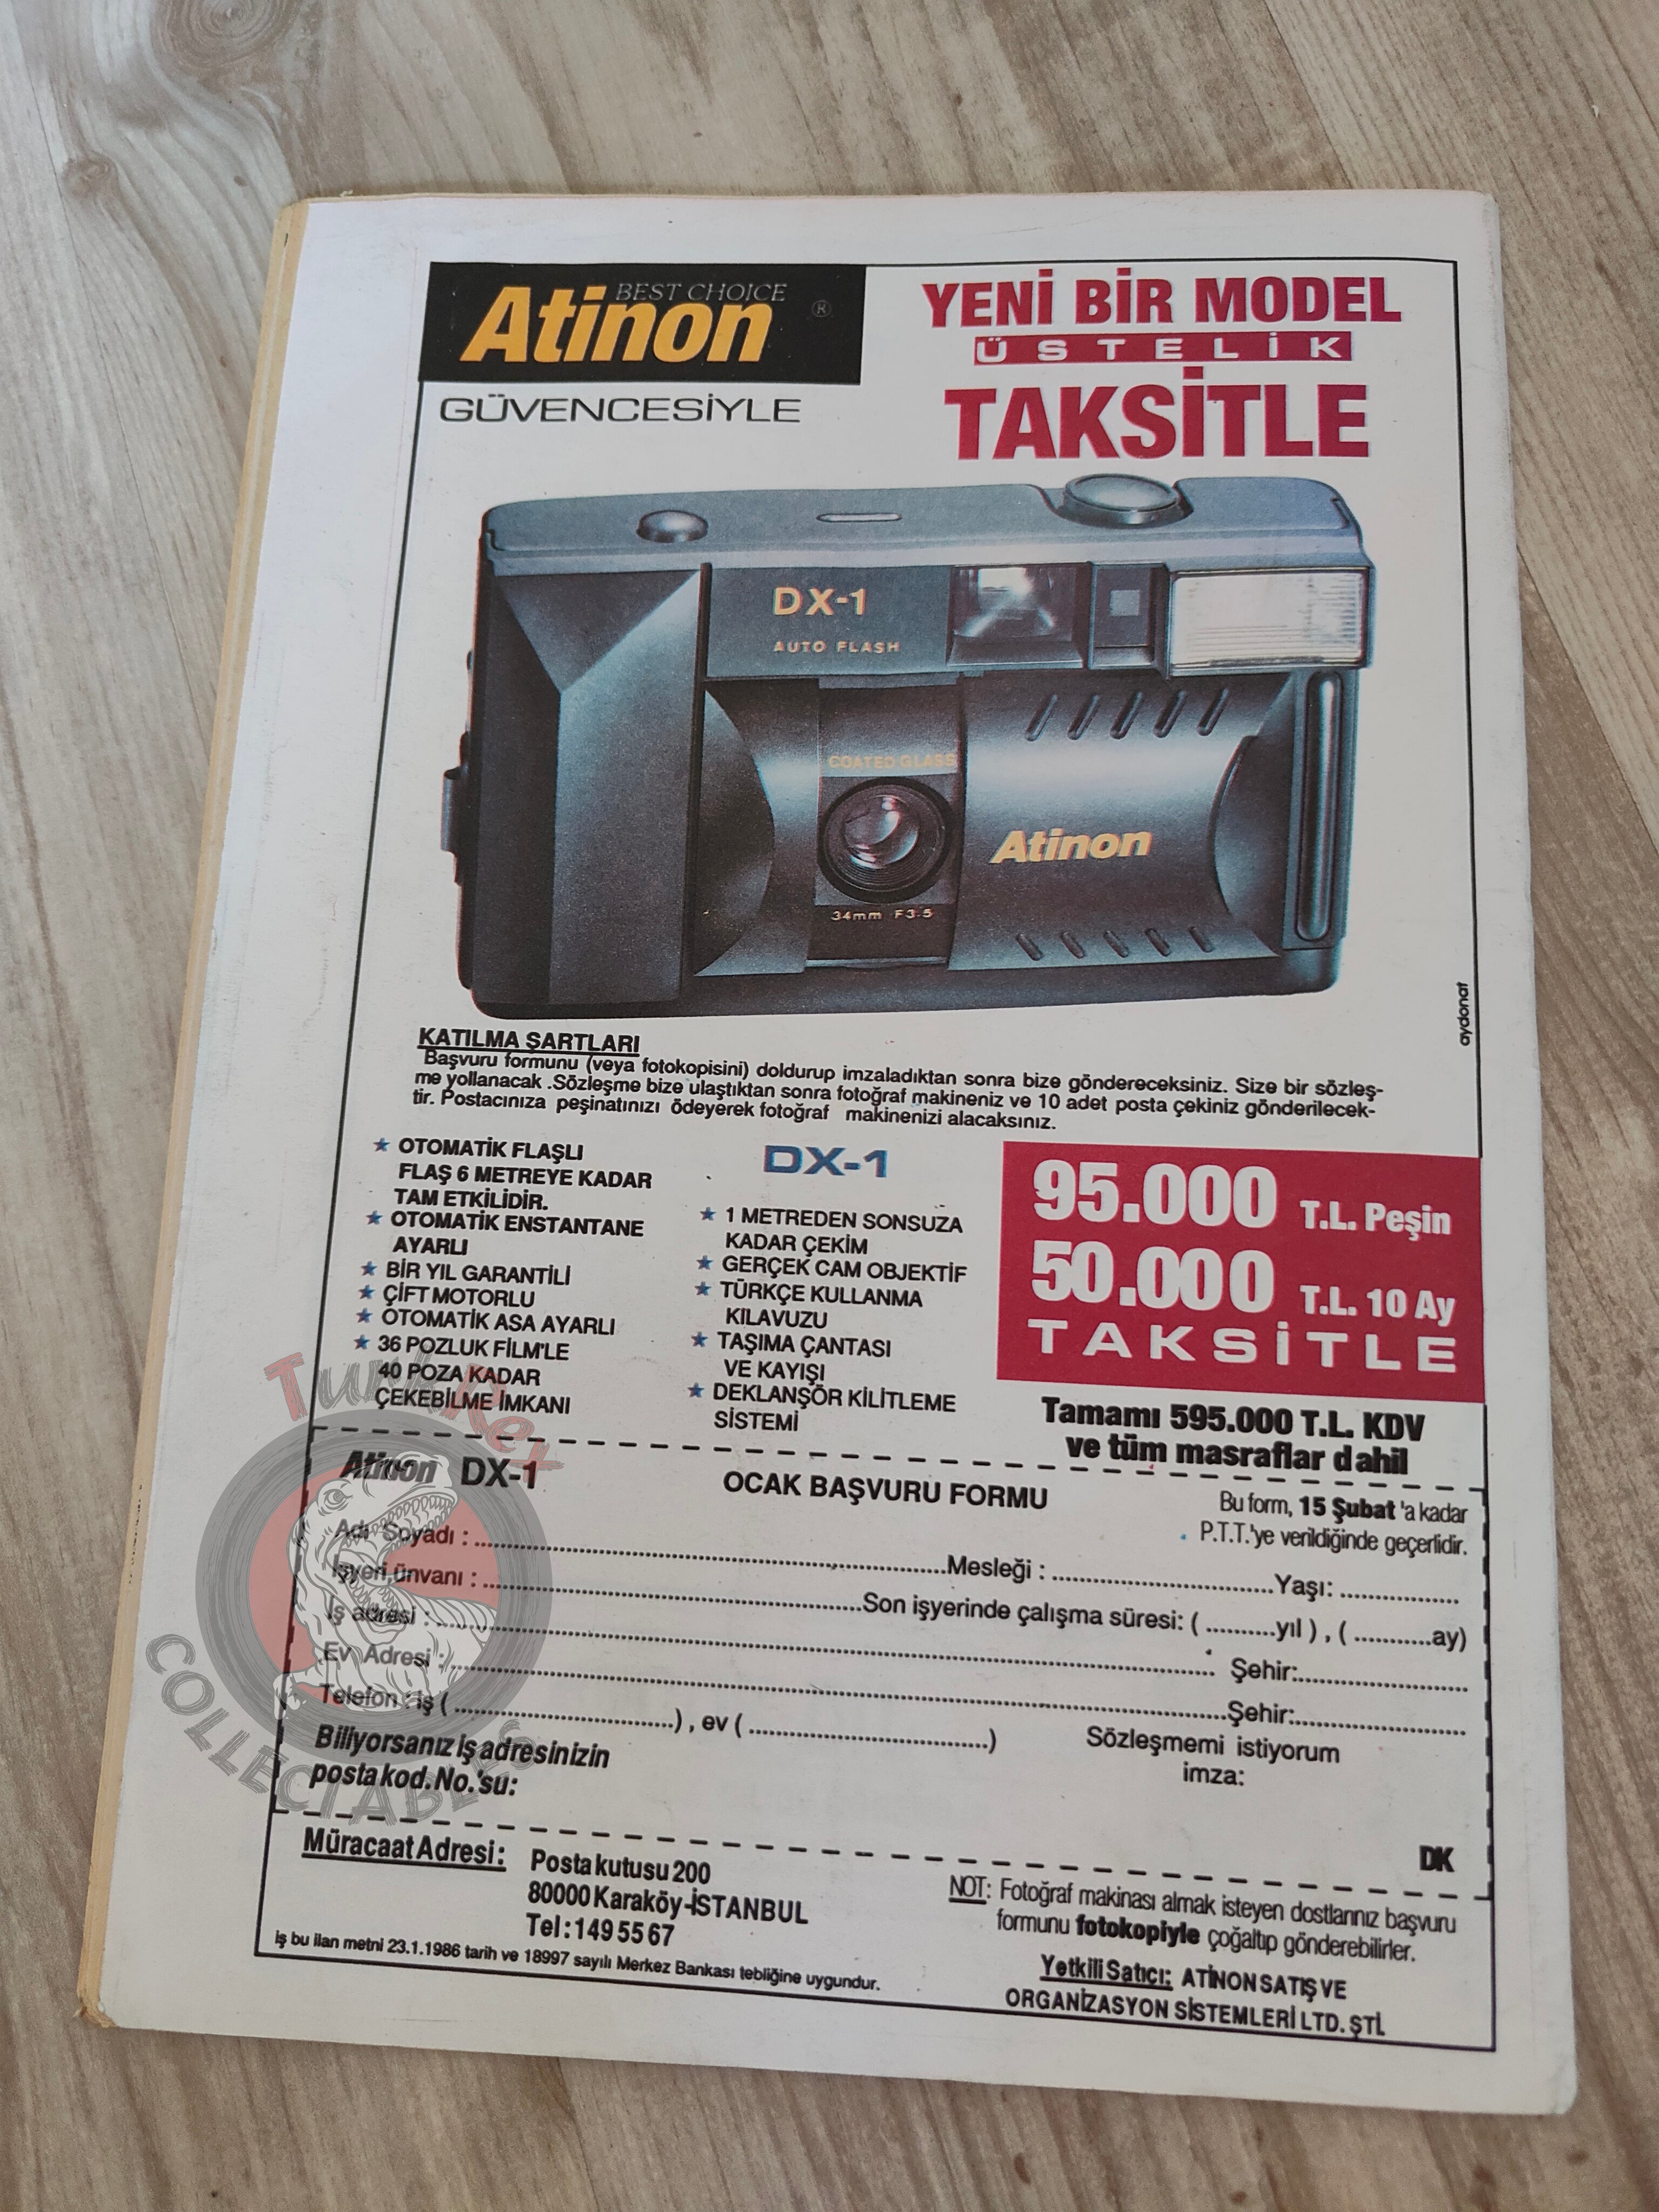 BEST CHOICE
Atinon ®
GÜVENCESİYLE
YENİ BİR MODEL
ÜSTELİK
TAKSİTLE
DX-1
AUTO FLASH
COATED GLASS
Atinon
34mm F3.5
aydonat
KATILMA ŞARTLARI
Başvuru formunu (veya fotokopisini) doldurup imzaladıktan sonra bize göndereceksiniz. Size bir sözleş-
me yollanacak .Sözleşme bize ulaştıktan sonra fotoğraf makineniz ve 10 adet posta çekiniz gönderilecek-
tir. Postacınıza peşinatınızı ödeyerek fotoğraf makinenizi alacaksınız.
★ OTOMATİK FLAŞLI
FLAŞ 6 METREYE KADAR
TAM ETKİLİDİR.
★ OTOMATİK ENSTANTANE
AYARLI
★ BİR YIL GARANTİLİ
★ ÇİFT MOTORLU
★ OTOMATİK ASA AYARLI
★ 36 POZLUK FİLM'LE
40 POZA KADAR
ÇEKEBİLME İMKANI
DX-1
★ 1 METREDEN SONSUZA
KADAR ÇEKİM
★ GERÇEK CAM OBJEKTİF
★ TÜRKÇE KULLANMA
KILAVUZU
★ TAŞIMA ÇANTASI
VE KAYIŞI
★ DEKLANŞÖR KİLİTLEME
SİSTEMİ
95.000 T.L. Peşin
50.000 T.L. 10 Ay
TAKSİTLE
Tamamı 595.000 T.L. KDV
ve tüm masraflar dahil
Atinon DX-1
OCAK BAŞVURU FORMU
Bu form, 15 Şubat 'a kadar
P.T.T.'ye verildiğinde geçerlidir.
Adı Soyadı : ........ Mesleği : ........ Yaşı: ........
İşyeri ünvanı : ........ Son işyerinde çalışma süresi: ( ..........yıl ) , ( ...........ay)
İş adresi : ........ Şehir:........
Ev Adresi : ........ Şehir:........
Telefon : iş ( ........ ) , ev ( ........ )
Sözleşmemi istiyorum
imza:
Biliyorsanız iş adresinizin
posta kod. No.'su:
DK
Müracaat Adresi :
Posta kutusu 200
80000 Karaköy-İSTANBUL
Tel : 149 55 67
NOT: Fotoğraf makinası almak isteyen dostlarınız başvuru
formunu fotokopiyle çoğaltıp gönderebilirler.
iş bu ilan metni 23.1.1986 tarih ve 18997 sayılı Merkez Bankası tebliğine uygundur.
Yetkili Satıcı: ATİNON SATIŞ VE
ORGANİZASYON SİSTEMLERİ LTD. ŞTİ.
TurkRex
COLLECTABLES